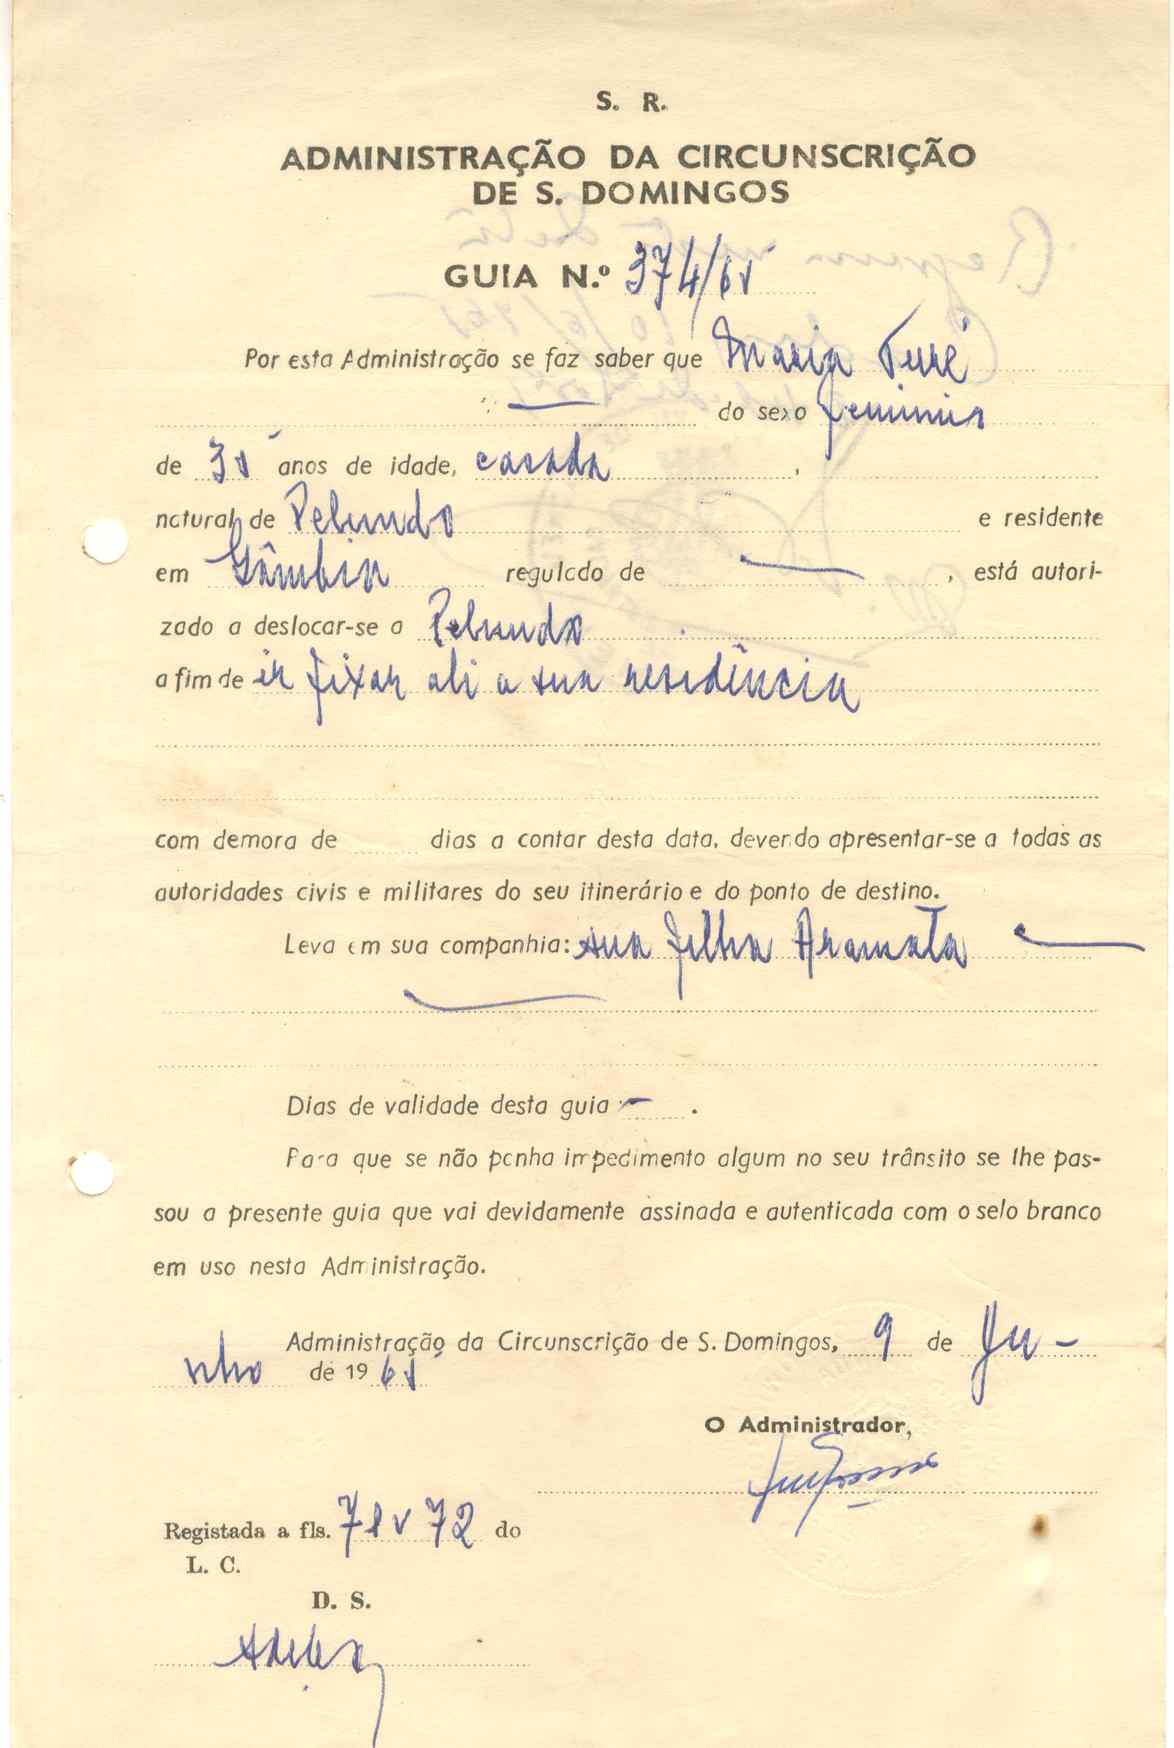 S. R.
ADMINISTRAÇÃO DA CIRCUNSCRIÇÃO
DE S. DOMINGOS
GUIA N.º 374/65
Por esta Administração se faz saber que Maria Turé
do sexo feminino
de 35 anos de idade, casada,
natural de Pelundo e residente
em Gâmbia regulado de —, está autori-
zado a deslocar-se a Pelundo
a fim de ir fixar ali a sua residência
com demora de dias a contar desta data, devendo apresentar-se a todas as
autoridades civis e militares do seu itinerário e do ponto de destino.
Leva em sua companhia: sua filha Aramata —
Dias de validade desta guia — .
Para que se não ponha impedimento algum no seu trânsito se lhe pas-
sou a presente guia que vai devidamente assinada e autenticada com o selo branco
em uso nesta Administração.
Administração da Circunscrição de S. Domingos, 9 de Ju-
nho de 1965
O Administrador,
Registada a fls. 71 v 72 do
L. C.
D. S.